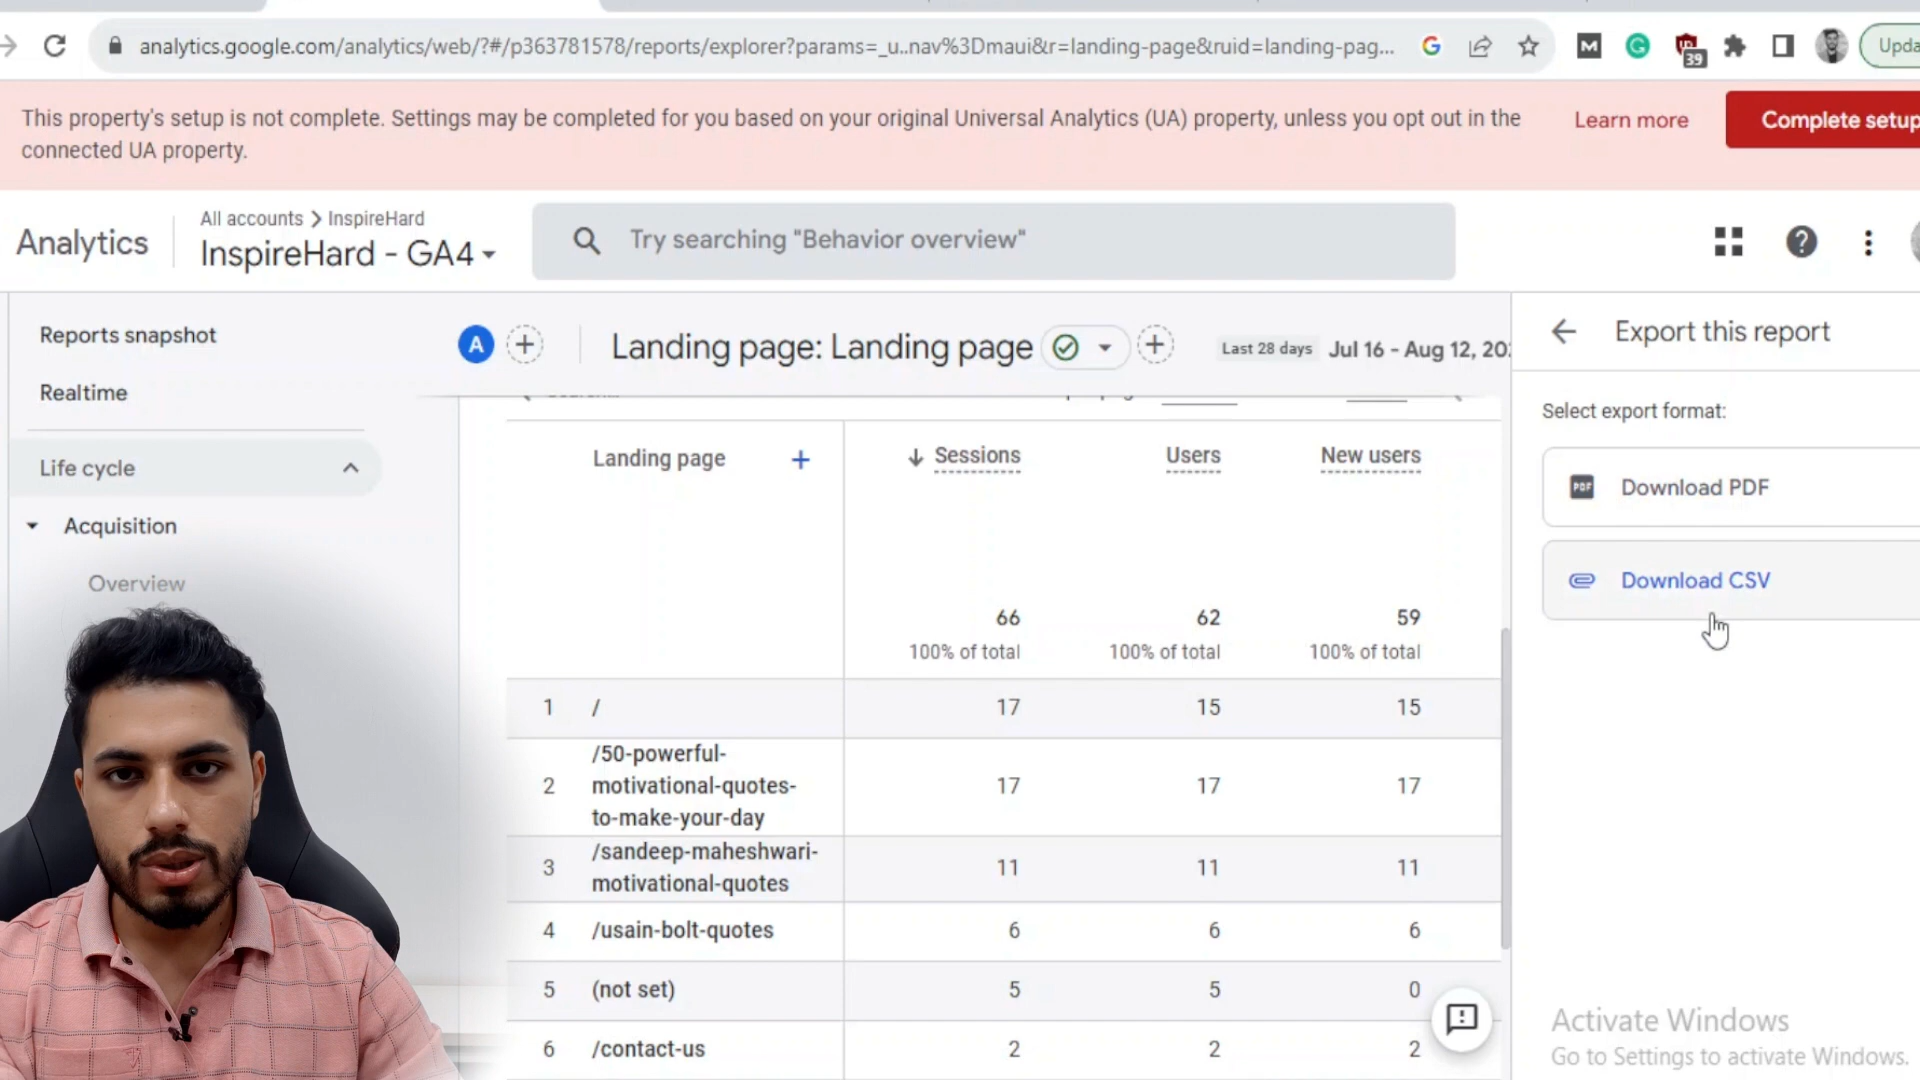 analytics.google.com/analytics/web/?#/p363781578/reports/explorer?params=_u..nav%3Dmaui&r=landing-page&ruid=landing-pag...
39
This property's setup is not complete. Settings may be completed for you based on your original Universal Analytics (UA) property, unless you opt out in the
connected UA property.
Learn more
Complete setup
Analytics
All accounts > InspireHard
InspireHard - GA4
Try searching "Behavior overview"
Reports snapshot
Realtime
Life cycle
Acquisition
Overview
A
Landing page: Landing page
Last 28 days
Jul 16 - Aug 12, 20
Export this report
Select export format:
PDF
Download PDF
Download CSV
Landing page
Sessions
Users
New users
66
62
59
100% of total
100% of total
100% of total
1 / 17 15 15
2 /50-powerful-
motivational-quotes-
to-make-your-day
17 17 17
3 /sandeep-maheshwari-
motivational-quotes
11 11 11
4 /usain-bolt-quotes 6 6 6
5 (not set) 5 5 0
6 /contact-us 2 2 2
Activate Windows
Go to Settings to activate Windows.